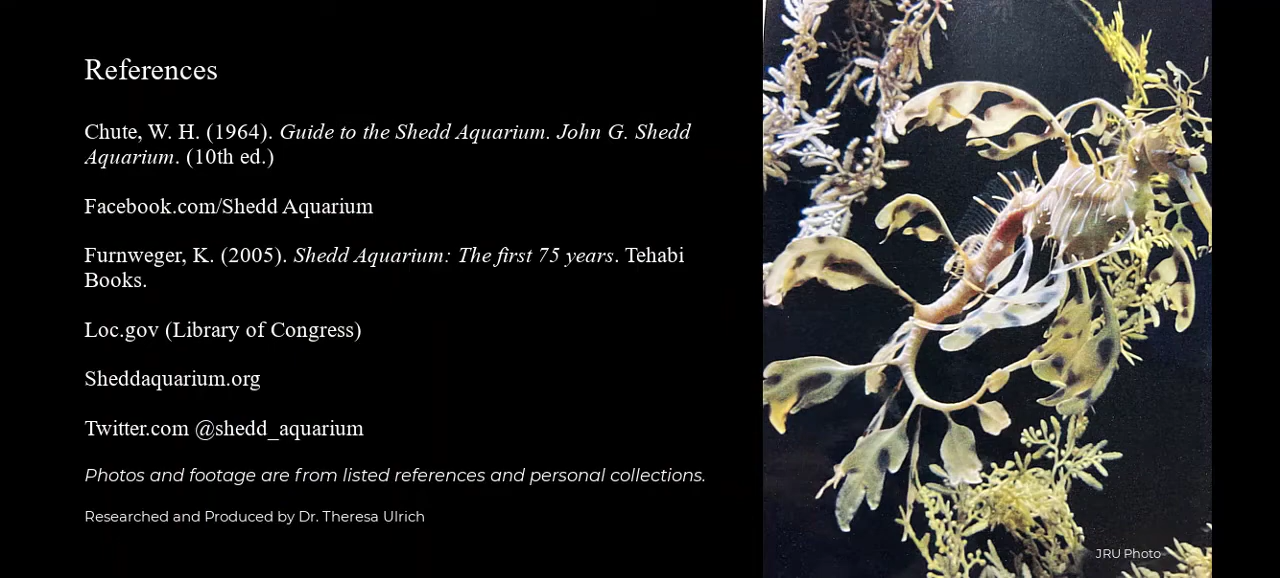 References
Chute, W. H. (1964). Guide to the Shedd Aquarium. John G. Shedd
Aquarium. (10th ed.)
Facebook.com/Shedd Aquarium
Furnweger, K. (2005). Shedd Aquarium: The first 75 years. Tehabi
Books.
Loc.gov (Library of Congress)
Sheddaquarium.org
Twitter.com @shedd_aquarium
Photos and footage are from listed references and personal collections.
Researched and Produced by Dr. Theresa Ulrich
JRU Photo